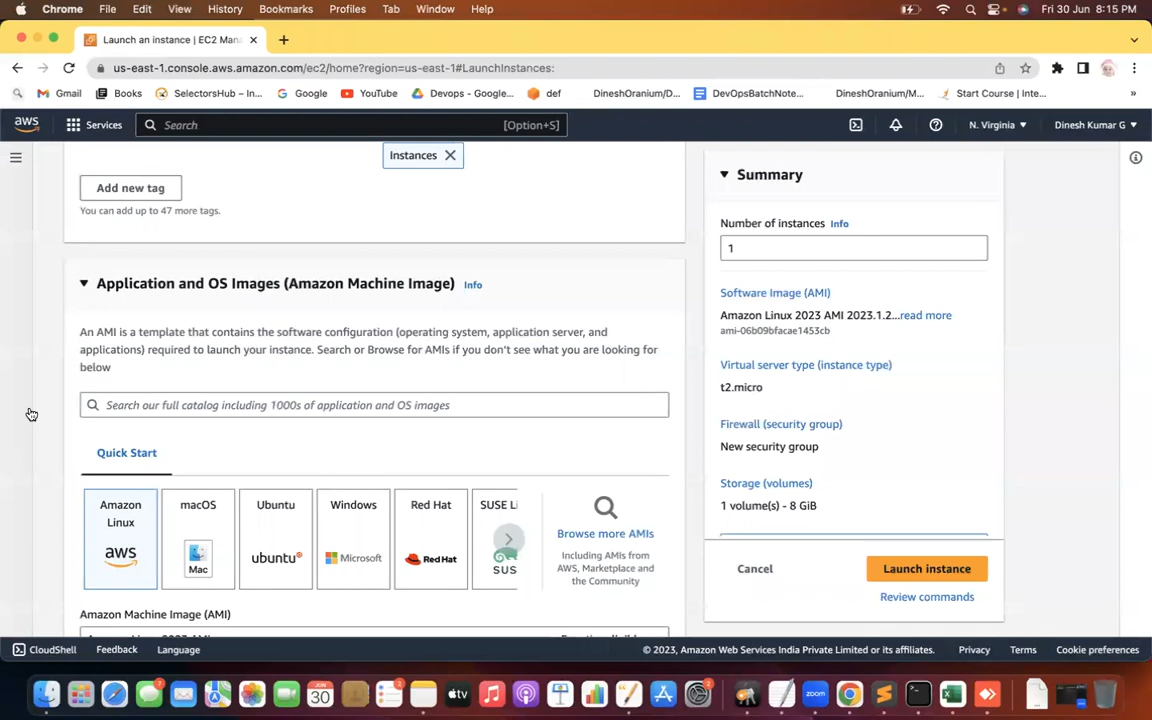 Chrome File Edit View History Bookmarks Profiles Tab Window Help Fri 30 Jun 8:15 PM
Launch an instance | EC2 Man
us-east-1.console.aws.amazon.com/ec2/home?region=us-east-1#LaunchInstances:
Gmail Books SelectorsHub – In... Google YouTube Devops - Google... def DineshOranium/D... DevOpsBatchNote... DineshOranium/M... Start Course | Inte... »
aws Services Search [Option+S] N. Virginia Dinesh Kumar G
Instances
Add new tag
You can add up to 47 more tags.
Application and OS Images (Amazon Machine Image) Info
An AMI is a template that contains the software configuration (operating system, application server, and
applications) required to launch your instance. Search or Browse for AMIs if you don't see what you are looking for
below
Search our full catalog including 1000s of application and OS images
Quick Start
Amazon
Linux
aws
macOS
Mac
Ubuntu
ubuntu
Windows
Microsoft
Red Hat
Red Hat
SUSE Li
SUS
Browse more AMIs
Including AMIs from
AWS, Marketplace and
the Community
Amazon Machine Image (AMI)
Summary
Number of instances Info
1
Software Image (AMI)
Amazon Linux 2023 AMI 2023.1.2...read more
ami-06b09bfacae1453cb
Virtual server type (instance type)
t2.micro
Firewall (security group)
New security group
Storage (volumes)
1 volume(s) - 8 GiB
Cancel
Launch instance
Review commands
CloudShell Feedback Language © 2023, Amazon Web Services India Private Limited or its affiliates. Privacy Terms Cookie preferences
JUN
30
tv
zoom